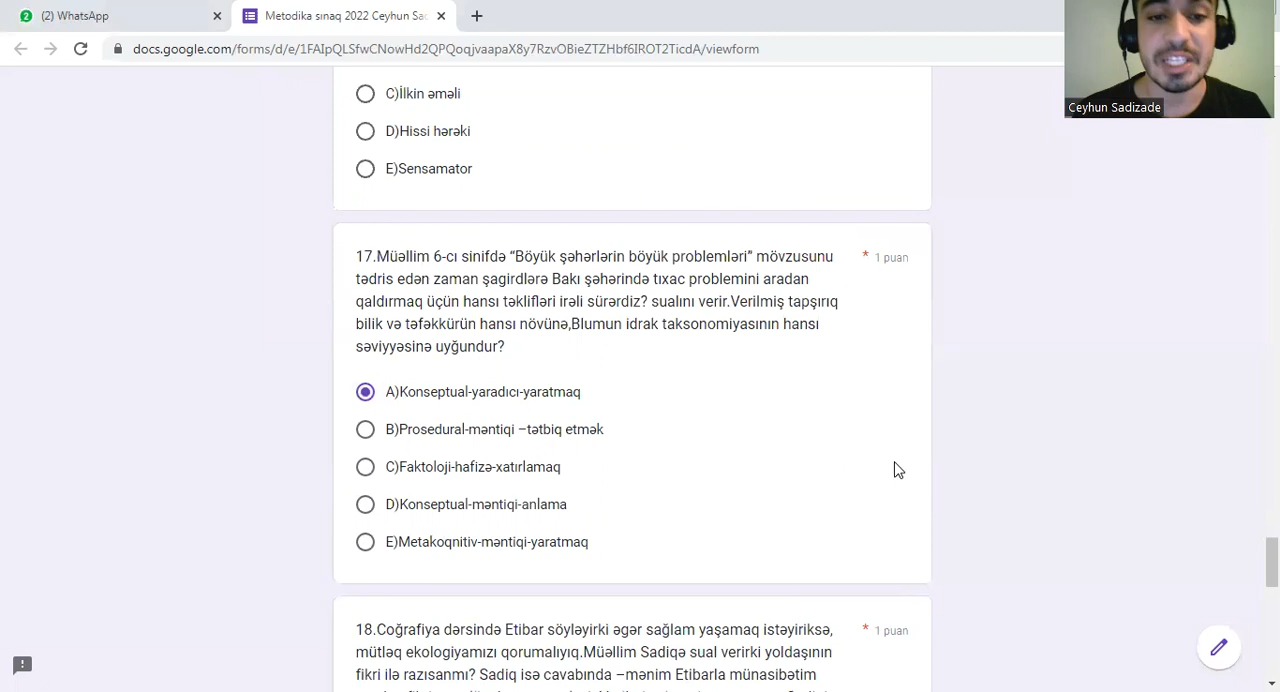 (2) WhatsApp
Metodika sınaq 2022 Ceyhun Sad
docs.google.com/forms/d/e/1FAIpQLSfwCNowHd2QPQoqjvaapaX8y7RzvOBieZTZHbf6IROT2TicdA/viewform
Ceyhun Sadizade
C)İlkin əməli
D)Hissi hərəki
E)Sensamator
17.Müəllim 6-cı sinifdə “Böyük şəhərlərin böyük problemləri” mövzusunu
* 1 puan
tədris edən zaman şagirdlərə Bakı şəhərində tıxac problemini aradan
qaldırmaq üçün hansı təklifləri irəli sürərdiz? sualını verir.Verilmiş tapşırıq
bilik və təfəkkürün hansı növünə,Blumun idrak taksonomiyasının hansı
səviyyəsinə uyğundur?
A)Konseptual-yaradıcı-yaratmaq
B)Prosedural-məntiqi –tətbiq etmək
C)Faktoloji-hafizə-xatırlamaq
D)Konseptual-məntiqi-anlama
E)Metakoqnitiv-məntiqi-yaratmaq
18.Coğrafiya dərsində Etibar söyləyirki əgər sağlam yaşamaq istəyiriksə,
* 1 puan
mütləq ekologiyamızı qorumalıyıq.Müəllim Sadiqə sual verirki yoldaşının
fikri ilə razısanmı? Sadiq isə cavabında –mənim Etibarla münasibətim